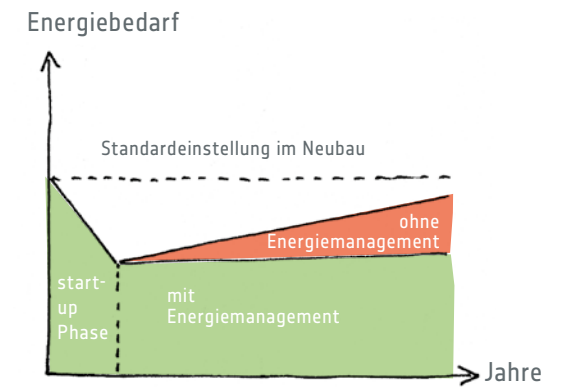 Energiebedarf
Standardeinstellung im Neubau
ohne
Energiemanagement
start-
up
Phase
mit
Energiemanagement
Jahre